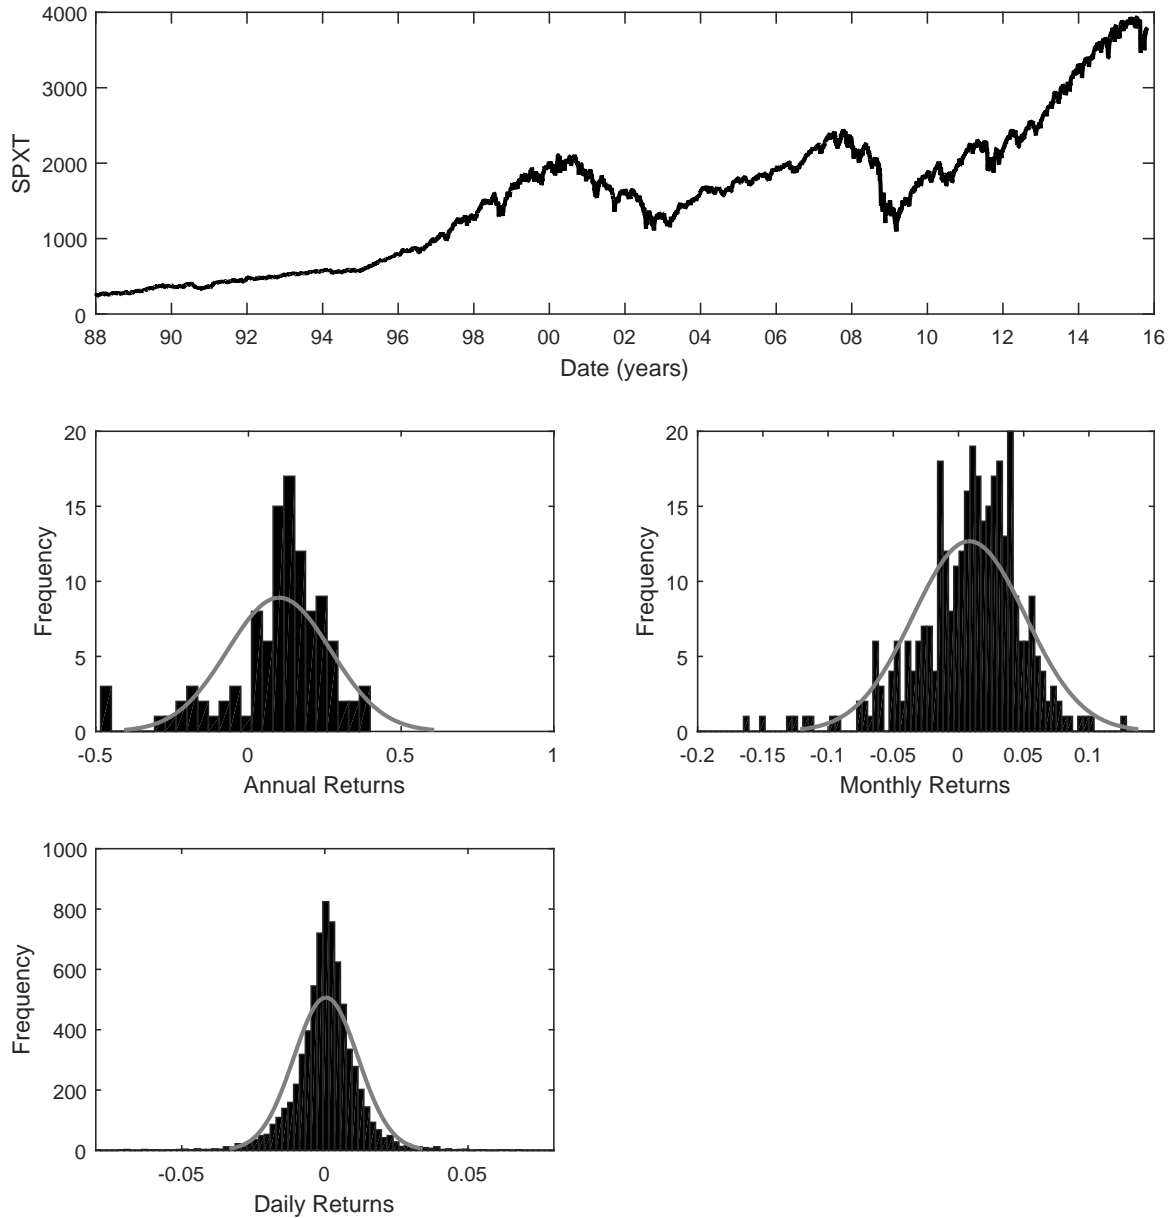 4000
3000
2000
1000
0
SPXT
88 90 92 94 96 98 00 02 04 06 08 10 12 14 16
Date (years)
20
15
10
5
0
Frequency
-0.5 0 0.5 1
Annual Returns
20
15
10
5
0
Frequency
-0.2 -0.15 -0.1 -0.05 0 0.05 0.1
Monthly Returns
1000
800
600
400
200
0
Frequency
-0.05 0 0.05
Daily Returns